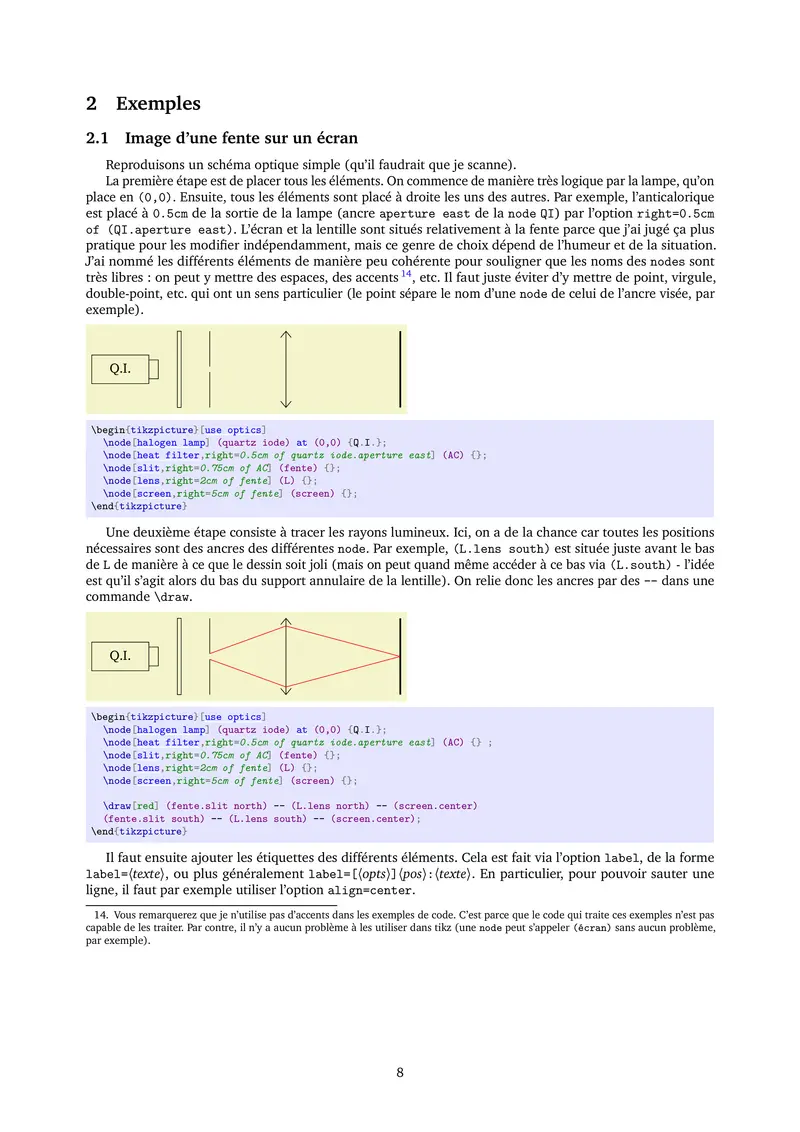 2 Exemples
2.1 Image d’une fente sur un écran
Reproduisons un schéma optique simple (qu’il faudrait que je scanne).
La première étape est de placer tous les éléments. On commence de manière très logique par la lampe, qu’on
place en (0,0). Ensuite, tous les éléments sont placé à droite les uns des autres. Par exemple, l’anticalorique
est placé à 0.5cm de la sortie de la lampe (ancre aperture east de la node QI) par l’option right=0.5cm
of (QI.aperture east). L’écran et la lentille sont situés relativement à la fente parce que j’ai jugé ça plus
pratique pour les modifier indépendamment, mais ce genre de choix dépend de l’humeur et de la situation.
J’ai nommé les différents éléments de manière peu cohérente pour souligner que les noms des nodes sont
très libres : on peut y mettre des espaces, des accents 14, etc. Il faut juste éviter d’y mettre de point, virgule,
double-point, etc. qui ont un sens particulier (le point sépare le nom d’une node de celui de l’ancre visée, par
exemple).
Q.I.
\begin{tikzpicture}[use optics]
\node[halogen lamp] (quartz iode) at (0,0) {Q.I.};
\node[heat filter,right=0.5cm of quartz iode.aperture east] (AC) {};
\node[slit,right=0.75cm of AC] (fente) {};
\node[lens,right=2cm of fente] (L) {};
\node[screen,right=5cm of fente] (screen) {};
\end{tikzpicture}
Une deuxième étape consiste à tracer les rayons lumineux. Ici, on a de la chance car toutes les positions
nécessaires sont des ancres des différentes node. Par exemple, (L.lens south) est située juste avant le bas
de L de manière à ce que le dessin soit joli (mais on peut quand même accéder à ce bas via (L.south) - l’idée
est qu’il s’agit alors du bas du support annulaire de la lentille). On relie donc les ancres par des -- dans une
commande \draw.
Q.I.
\begin{tikzpicture}[use optics]
\node[halogen lamp] (quartz iode) at (0,0) {Q.I.};
\node[heat filter,right=0.5cm of quartz iode.aperture east] (AC) {} ;
\node[slit,right=0.75cm of AC] (fente) {};
\node[lens,right=2cm of fente] (L) {};
\node[screen,right=5cm of fente] (screen) {};
\draw[red] (fente.slit north) -- (L.lens north) -- (screen.center)
(fente.slit south) -- (L.lens south) -- (screen.center);
\end{tikzpicture}
Il faut ensuite ajouter les étiquettes des différents éléments. Cela est fait via l’option label, de la forme
label=⟨texte⟩, ou plus généralement label=[⟨opts⟩]⟨pos⟩:⟨texte⟩. En particulier, pour pouvoir sauter une
ligne, il faut par exemple utiliser l’option align=center.
14. Vous remarquerez que je n’utilise pas d’accents dans les exemples de code. C’est parce que le code qui traite ces exemples n’est pas
capable de les traiter. Par contre, il n’y a aucun problème à les utiliser dans tikz (une node peut s’appeler (écran) sans aucun problème,
par exemple).
8